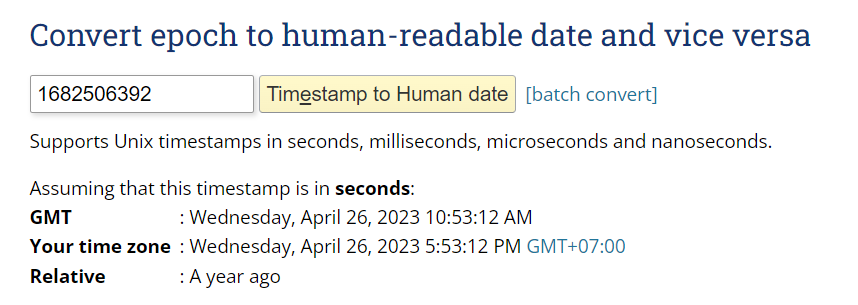 Convert epoch to human-readable date and vice versa
1682506392 Timestamp to Human date [batch convert]
Supports Unix timestamps in seconds, milliseconds, microseconds and nanoseconds.
Assuming that this timestamp is in seconds:
GMT : Wednesday, April 26, 2023 10:53:12 AM
Your time zone : Wednesday, April 26, 2023 5:53:12 PM GMT+07:00
Relative : A year ago